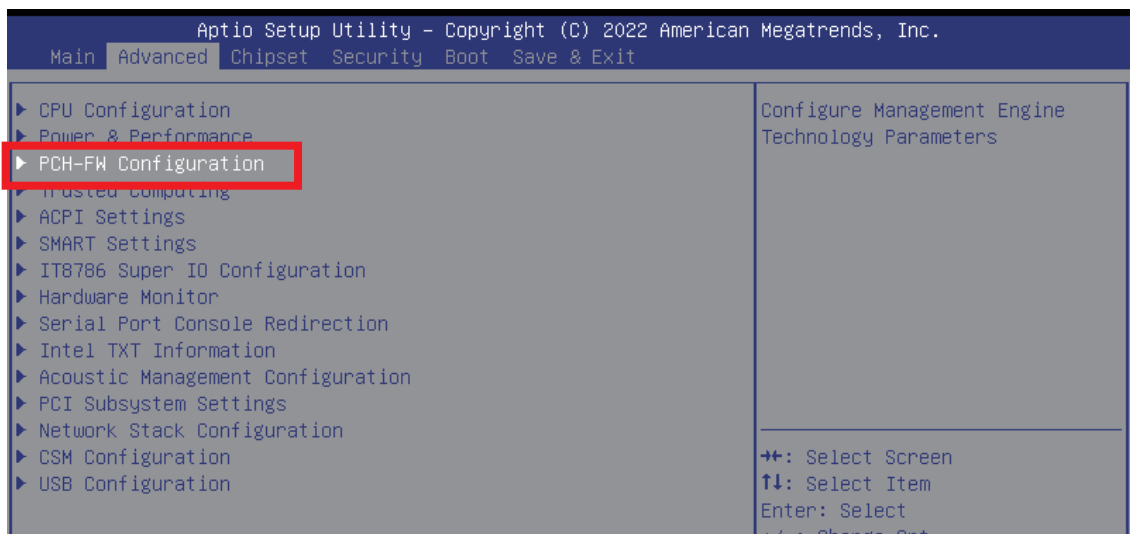 Aptio Setup Utility – Copyright (C) 2022 American Megatrends, Inc.
Main Advanced Chipset Security Boot Save & Exit
CPU Configuration
Power & Performance
PCH-FW Configuration
Trusted Computing
ACPI Settings
SMART Settings
IT8786 Super IO Configuration
Hardware Monitor
Serial Port Console Redirection
Intel TXT Information
Acoustic Management Configuration
PCI Subsystem Settings
Network Stack Configuration
CSM Configuration
USB Configuration
Configure Management Engine
Technology Parameters
→←: Select Screen
↑↓: Select Item
Enter: Select